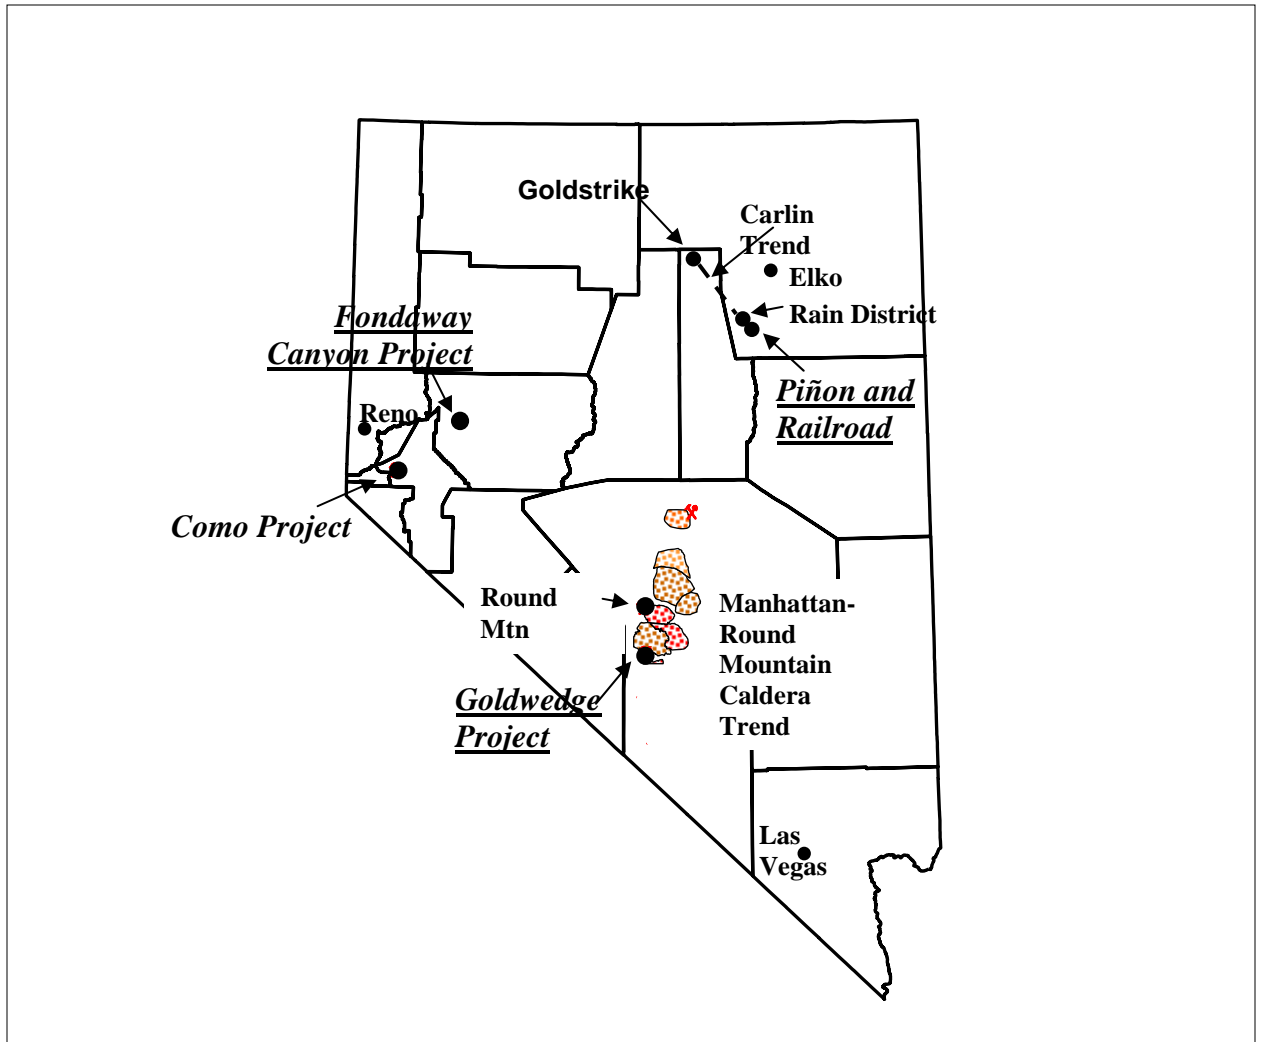 Goldstrike
Carlin
Trend
Elko
Rain District
Fondaway
Canyon Project
Piñon and
Railroad
Reno
Como Project
Round
Mtn
Manhattan-
Round
Mountain
Caldera
Trend
Goldwedge
Project
Las
Vegas